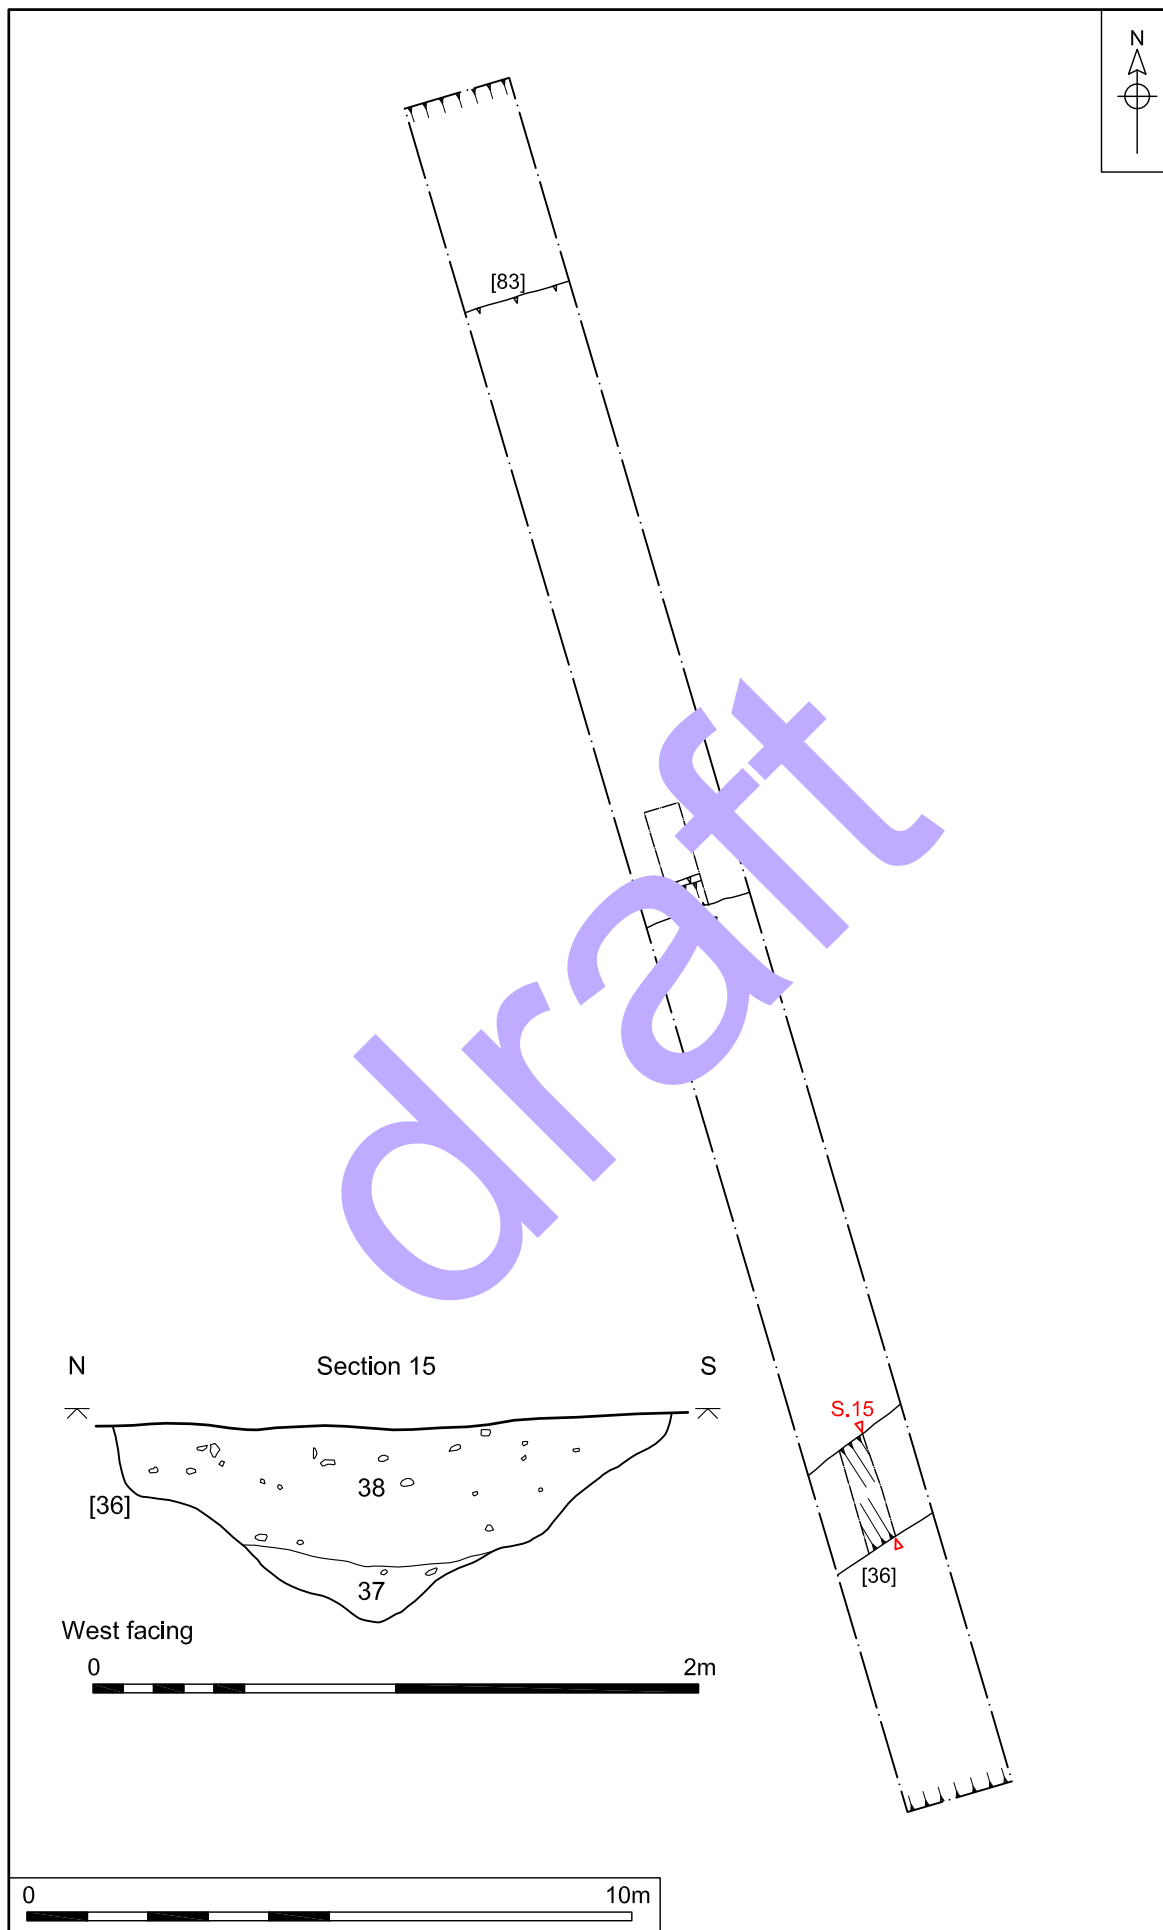 N
[83]
draft
N Section 15 S
S.15
38
[36]
37
[36]
West facing
0 2m
0 10m